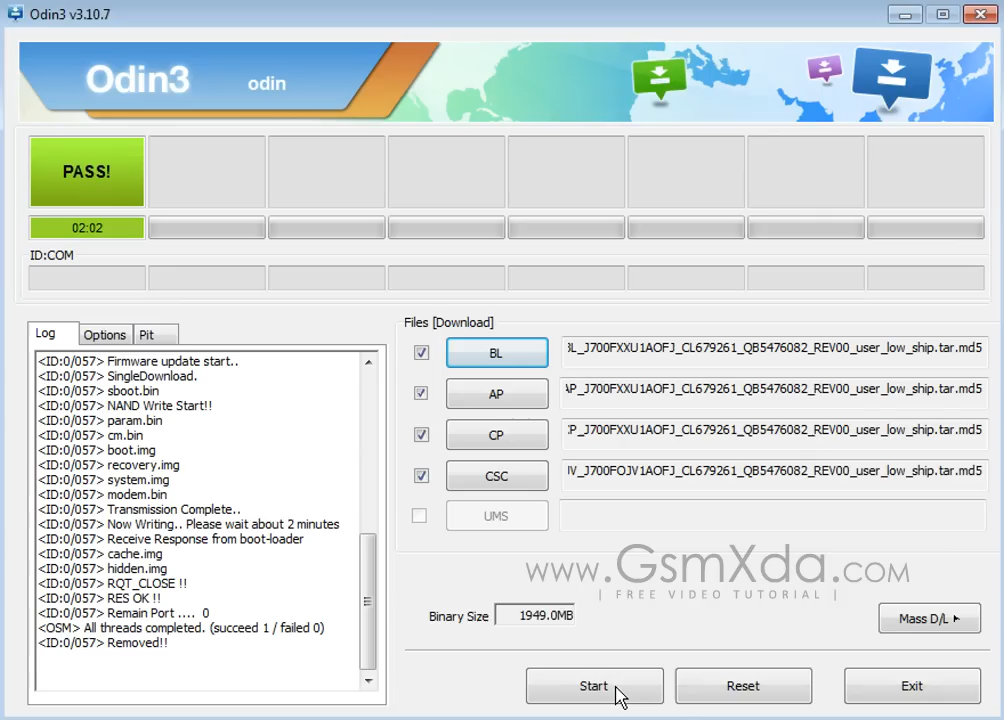 Odin3 v3.10.7
Odin3 odin
PASS!
02:02
ID:COM
Log Options Pit
<ID:0/057> Firmware update start..
<ID:0/057> SingleDownload.
<ID:0/057> sboot.bin
<ID:0/057> NAND Write Start!!
<ID:0/057> param.bin
<ID:0/057> cm.bin
<ID:0/057> boot.img
<ID:0/057> recovery.img
<ID:0/057> system.img
<ID:0/057> modem.bin
<ID:0/057> Transmission Complete..
<ID:0/057> Now Writing.. Please wait about 2 minutes
<ID:0/057> Receive Response from boot-loader
<ID:0/057> cache.img
<ID:0/057> hidden.img
<ID:0/057> RQT_CLOSE !!
<ID:0/057> RES OK !!
<ID:0/057> Remain Port .... 0
<OSM> All threads completed. (succeed 1 / failed 0)
<ID:0/057> Removed!!
Files [Download]
BL 3L_J700FXXU1AOFJ_CL679261_QB5476082_REV00_user_low_ship.tar.md5
AP AP_J700FXXU1AOFJ_CL679261_QB5476082_REV00_user_low_ship.tar.md5
CP CP_J700FXXU1AOFJ_CL679261_QB5476082_REV00_user_low_ship.tar.md5
CSC IV_J700FOJV1AOFJ_CL679261_QB5476082_REV00_user_low_ship.tar.md5
UMS
www.GsmXda.com
| FREE VIDEO TUTORIAL |
Binary Size 1949.0MB
Mass D/L
Start Reset Exit